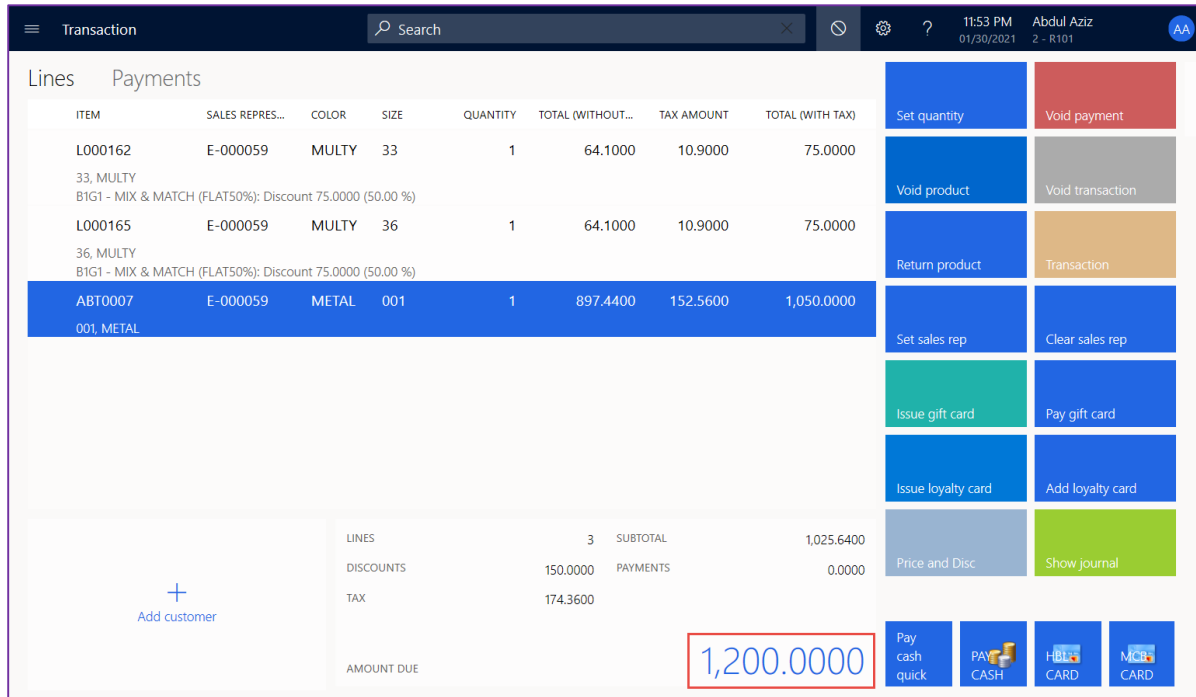 Transaction
Search
11:53 PM
01/30/2021
Abdul Aziz
2 - R101
AA
Lines Payments
ITEM SALES REPRES... COLOR SIZE QUANTITY TOTAL (WITHOUT... TAX AMOUNT TOTAL (WITH TAX)
L000162 E-000059 MULTY 33 1 64.1000 10.9000 75.0000
33, MULTY
B1G1 - MIX & MATCH (FLAT50%): Discount 75.0000 (50.00 %)
L000165 E-000059 MULTY 36 1 64.1000 10.9000 75.0000
36, MULTY
B1G1 - MIX & MATCH (FLAT50%): Discount 75.0000 (50.00 %)
ABT0007 E-000059 METAL 001 1 897.4400 152.5600 1,050.0000
001, METAL
LINES 3 SUBTOTAL 1,025.6400
DISCOUNTS 150.0000 PAYMENTS 0.0000
TAX 174.3600
Add customer
AMOUNT DUE 1,200.0000
Set quantity Void payment
Void product Void transaction
Return product Transaction
Set sales rep Clear sales rep
Issue gift card Pay gift card
Issue loyalty card Add loyalty card
Price and Disc Show journal
Pay
cash
quick
PAY
CASH
HBL
CARD
MCB
CARD